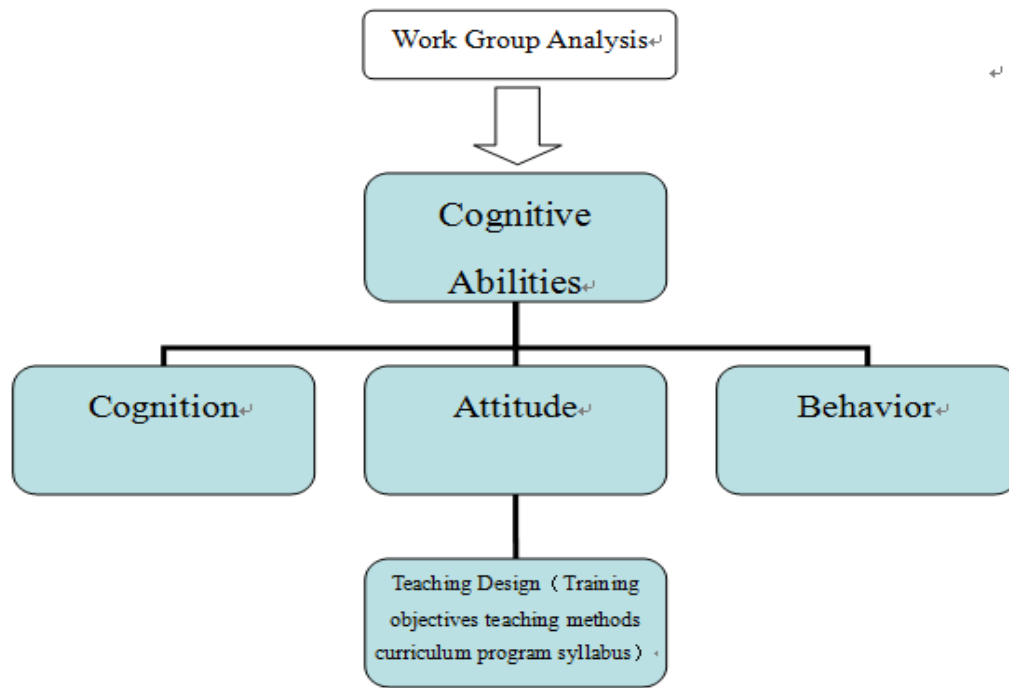 Work Group Analysis
Cognitive
Abilities
Cognition
Attitude
Behavior
Teaching Design（Training
objectives teaching methods
curriculum program syllabus）